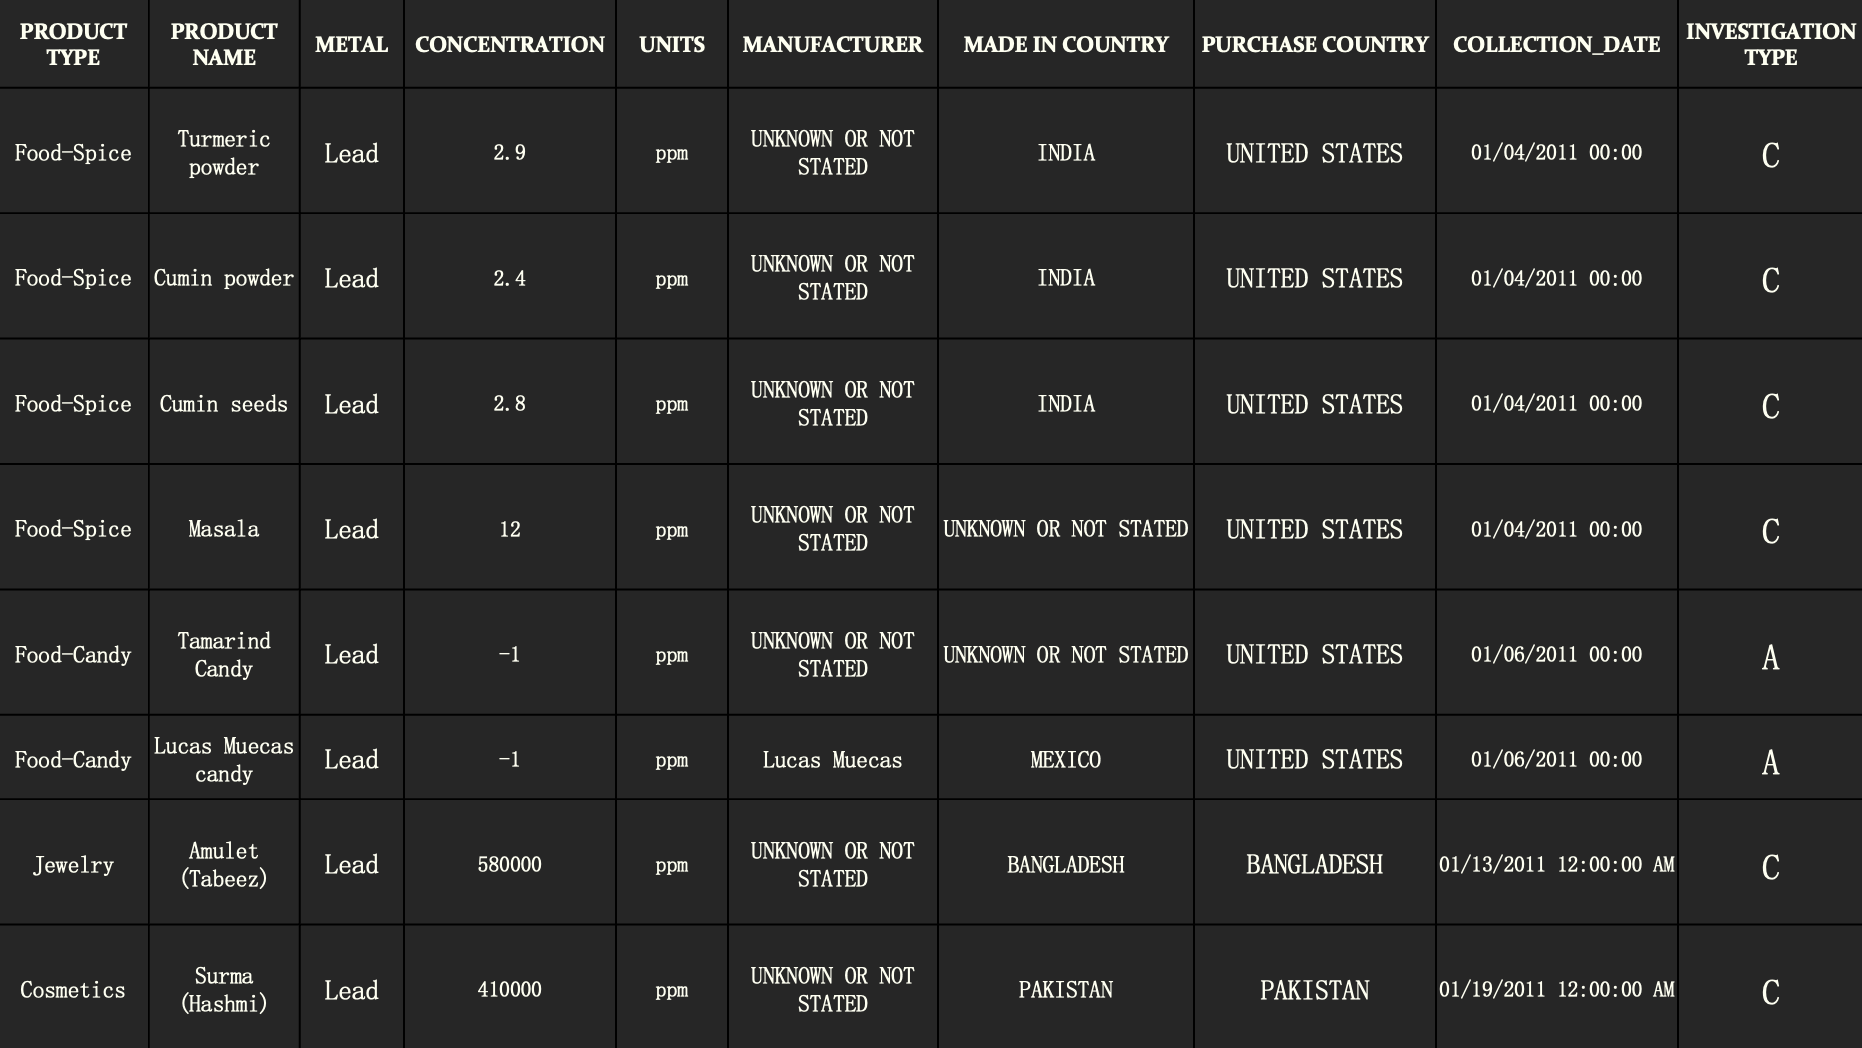 PRODUCT TYPE | PRODUCT NAME | METAL | CONCENTRATION | UNITS | MANUFACTURER | MADE IN COUNTRY | PURCHASE COUNTRY | COLLECTION_DATE | INVESTIGATION TYPE
Food-Spice | Turmeric powder | Lead | 2.9 | ppm | UNKNOWN OR NOT STATED | INDIA | UNITED STATES | 01/04/2011 00:00 | C
Food-Spice | Cumin powder | Lead | 2.4 | ppm | UNKNOWN OR NOT STATED | INDIA | UNITED STATES | 01/04/2011 00:00 | C
Food-Spice | Cumin seeds | Lead | 2.8 | ppm | UNKNOWN OR NOT STATED | INDIA | UNITED STATES | 01/04/2011 00:00 | C
Food-Spice | Masala | Lead | 12 | ppm | UNKNOWN OR NOT STATED | UNKNOWN OR NOT STATED | UNITED STATES | 01/04/2011 00:00 | C
Food-Candy | Tamarind Candy | Lead | -1 | ppm | UNKNOWN OR NOT STATED | UNKNOWN OR NOT STATED | UNITED STATES | 01/06/2011 00:00 | A
Food-Candy | Lucas Muecas candy | Lead | -1 | ppm | Lucas Muecas | MEXICO | UNITED STATES | 01/06/2011 00:00 | A
Jewelry | Amulet (Tabeez) | Lead | 580000 | ppm | UNKNOWN OR NOT STATED | BANGLADESH | BANGLADESH | 01/13/2011 12:00:00 AM | C
Cosmetics | Surma (Hashmi) | Lead | 410000 | ppm | UNKNOWN OR NOT STATED | PAKISTAN | PAKISTAN | 01/19/2011 12:00:00 AM | C